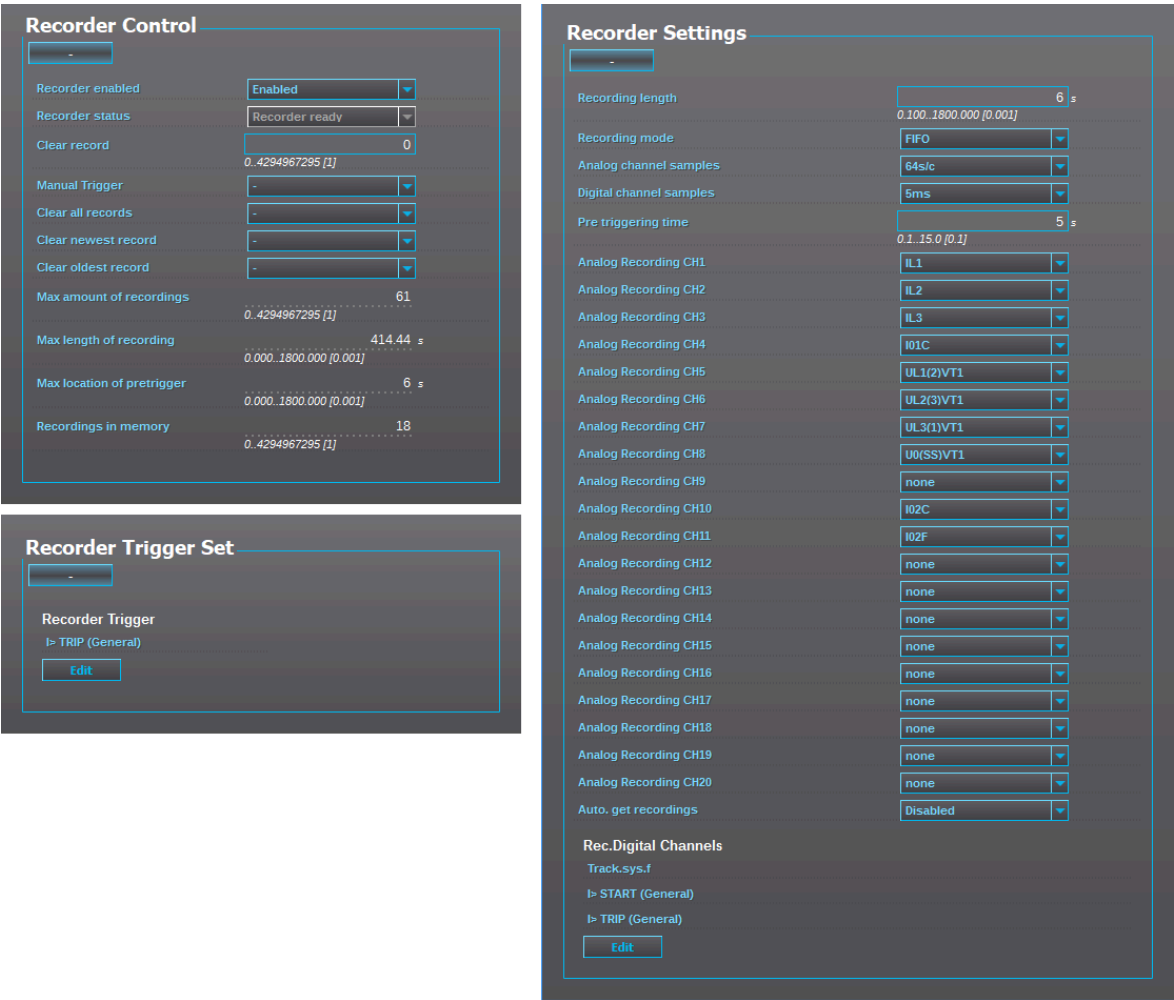 Recorder Control
-
Recorder enabled Enabled
Recorder status Recorder ready
Clear record 0
0..4294967295 [1]
Manual Trigger -
Clear all records -
Clear newest record -
Clear oldest record -
Max amount of recordings 61
0..4294967295 [1]
Max length of recording 414.44 s
0.000..1800.000 [0.001]
Max location of pretrigger 6 s
0.000..1800.000 [0.001]
Recordings in memory 18
0..4294967295 [1]
Recorder Trigger Set
-
Recorder Trigger
I> TRIP (General)
Edit
Recorder Settings
-
Recording length 6 s
0.100..1800.000 [0.001]
Recording mode FIFO
Analog channel samples 64s/c
Digital channel samples 5ms
Pre triggering time 5 s
0.1..15.0 [0.1]
Analog Recording CH1 IL1
Analog Recording CH2 IL2
Analog Recording CH3 IL3
Analog Recording CH4 I01C
Analog Recording CH5 UL1(2)VT1
Analog Recording CH6 UL2(3)VT1
Analog Recording CH7 UL3(1)VT1
Analog Recording CH8 U0(SS)VT1
Analog Recording CH9 none
Analog Recording CH10 I02C
Analog Recording CH11 I02F
Analog Recording CH12 none
Analog Recording CH13 none
Analog Recording CH14 none
Analog Recording CH15 none
Analog Recording CH16 none
Analog Recording CH17 none
Analog Recording CH18 none
Analog Recording CH19 none
Analog Recording CH20 none
Auto. get recordings Disabled
Rec.Digital Channels
Track.sys.f
I> START (General)
I> TRIP (General)
Edit